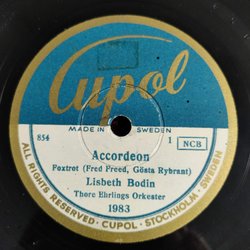 Cupol
MADE IN SWEDEN
854
1 NCB
Accordeon
Foxtrot (Fred Freed, Gösta Rybrant)
Lisbeth Bodin
Thore Ehrlings Orkester
1983
ALL RIGHTS RESERVED · CUPOL · STOCKHOLM · SWEDEN